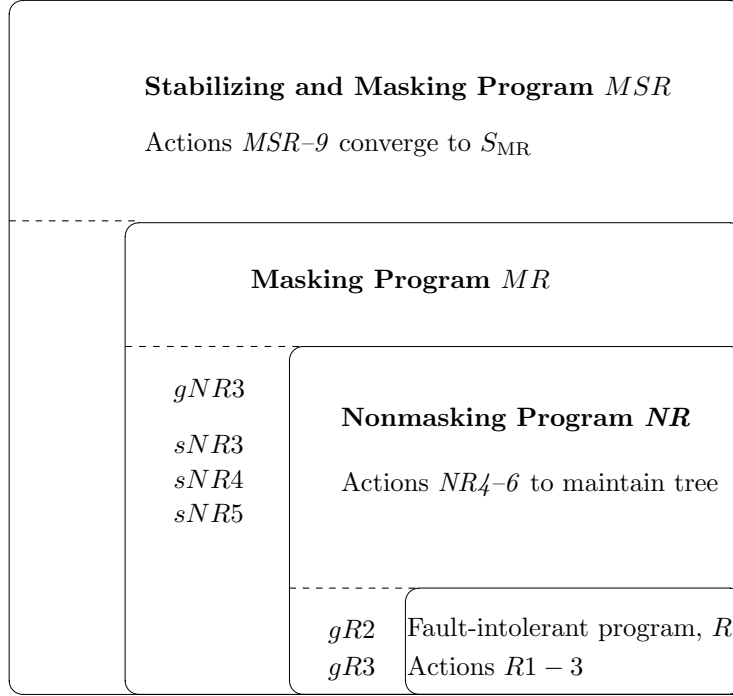 Stabilizing and Masking Program MSR
Actions MSR–9 converge to S_MR
Masking Program MR
gNR3
sNR3
sNR4
sNR5
Nonmasking Program NR
Actions NR4–6 to maintain tree
gR2
gR3
Fault-intolerant program, R
Actions R1 − 3